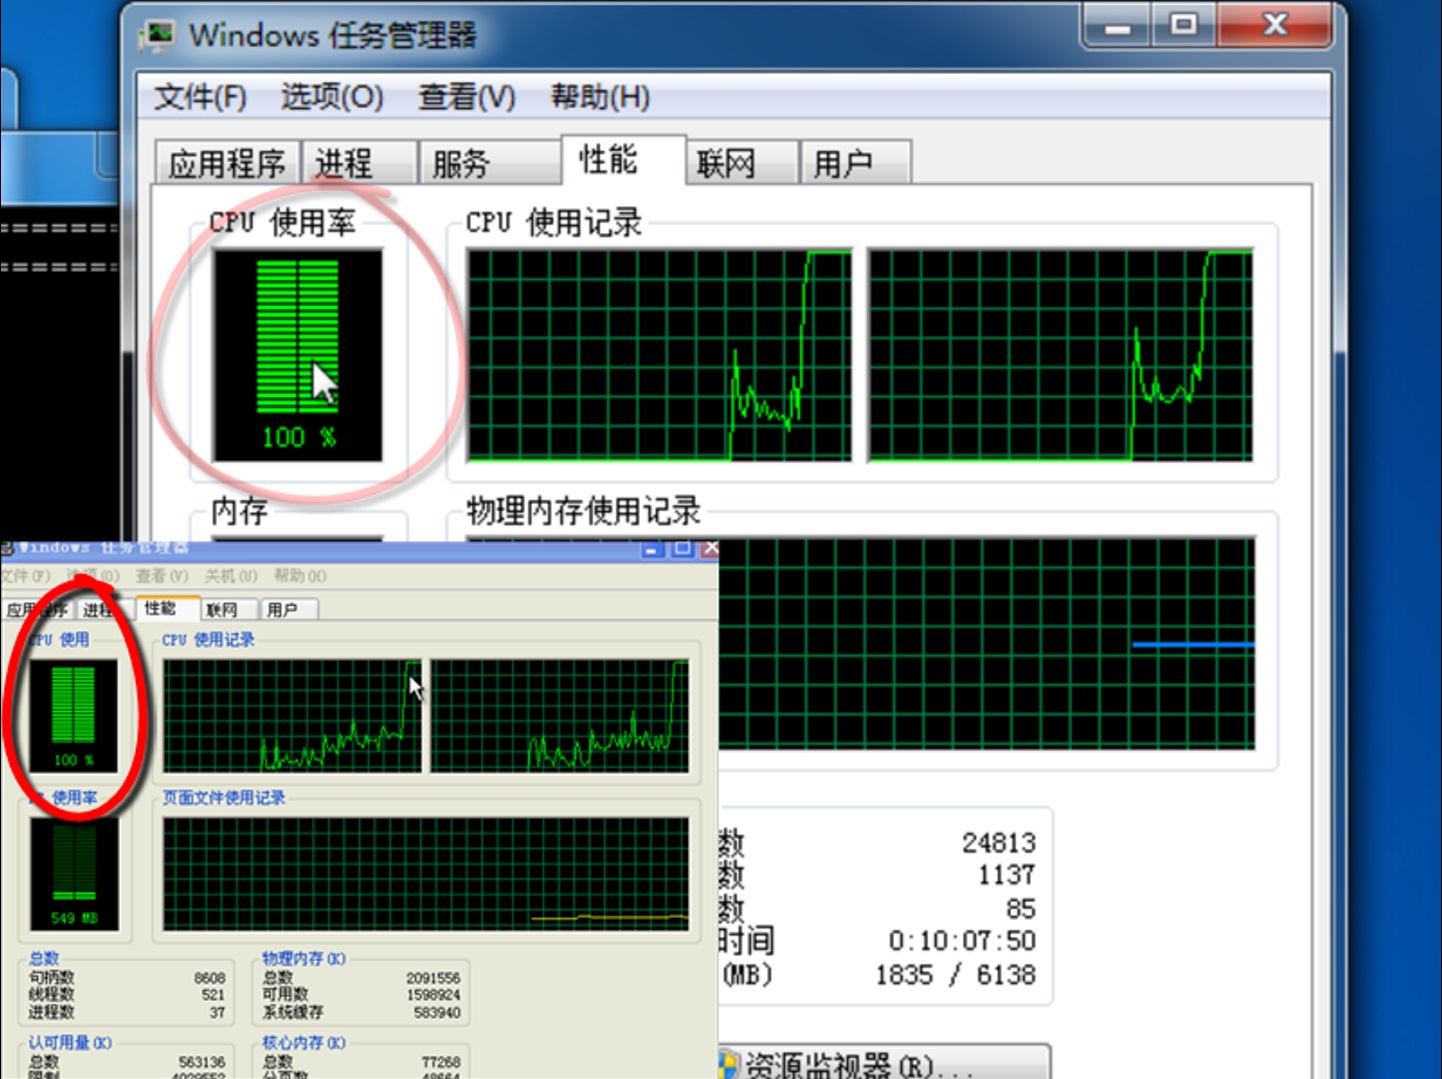 Windows 任务管理器
文件(F) 选项(O) 查看(V) 帮助(H)
应用程序 进程 服务 性能 联网 用户
CPU 使用率 CPU 使用记录
100 %
内存 物理内存使用记录
Windows 任务管理器
文件(F) 选项(O) 查看(V) 关机(U) 帮助(H)
应用程序 进程 性能 联网 用户
CPU 使用 CPU 使用记录
100 %
使用率 页面文件使用记录
549 MB
总数 物理内存(K)
句柄数 8608 总数 2091556
线程数 521 可用数 1598924
进程数 37 系统缓存 583940
认可用量(K) 核心内存(K)
总数 563136 总数 77268
数 24813
数 1137
数 85
时间 0:10:07:50
(MB) 1835 / 6138
资源监视器(R)...